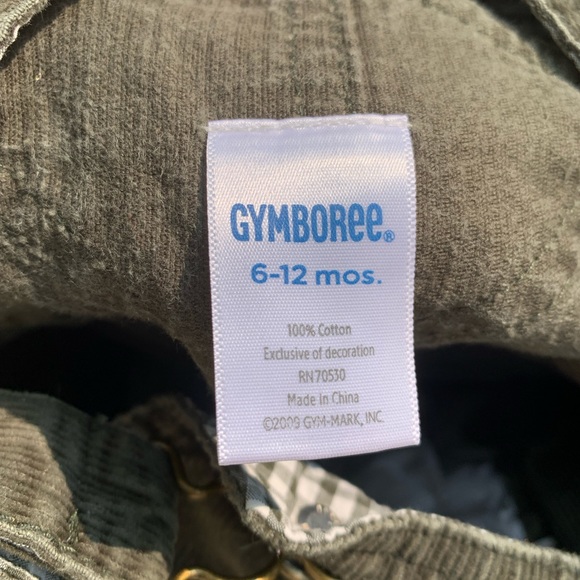 GYMBOREE®
6-12 mos.
100% Cotton
Exclusive of decoration
RN70530
Made in China
©2009 GYM-MARK, INC.